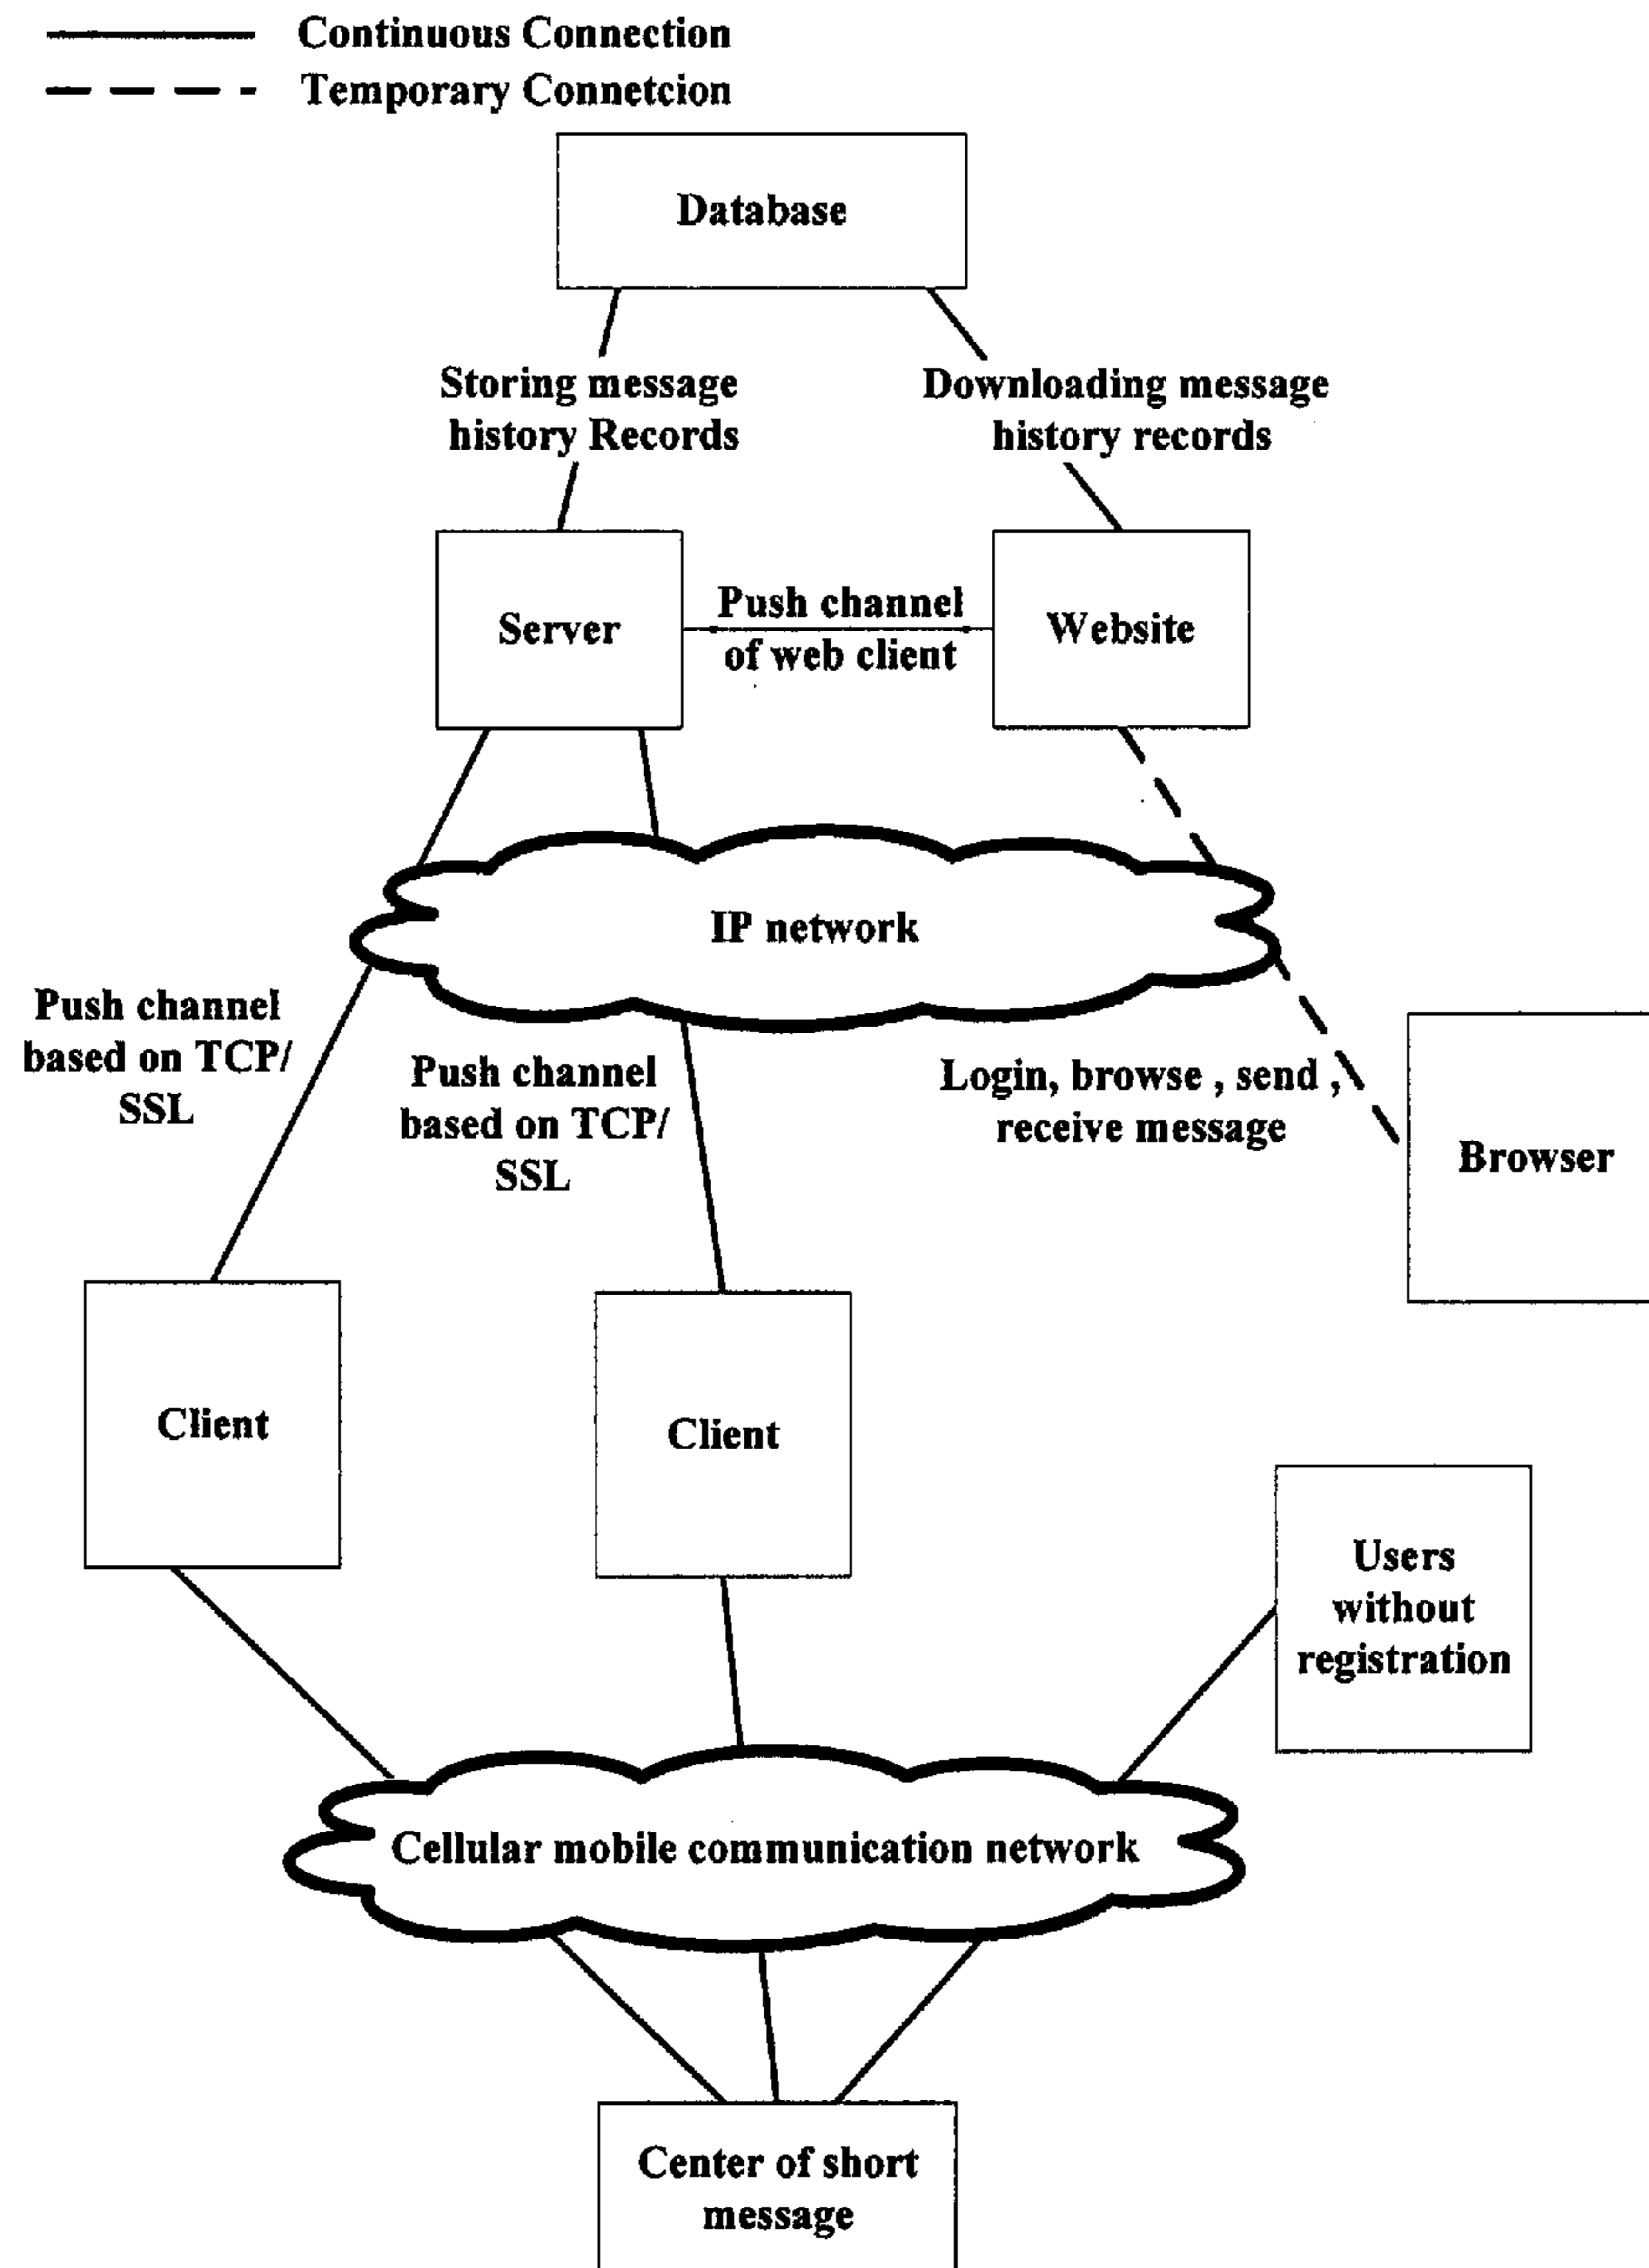 Continuous Connection
Temporary Connetcion
Database
Storing message
history Records
Downloading message
history records
Server
Push channel
of web client
Website
IP network
Push channel
based on TCP/
SSL
Push channel
based on TCP/
SSL
Login, browse , send ,
receive message
Browser
Client
Client
Users
without
registration
Cellular mobile communication network
Center of short
message